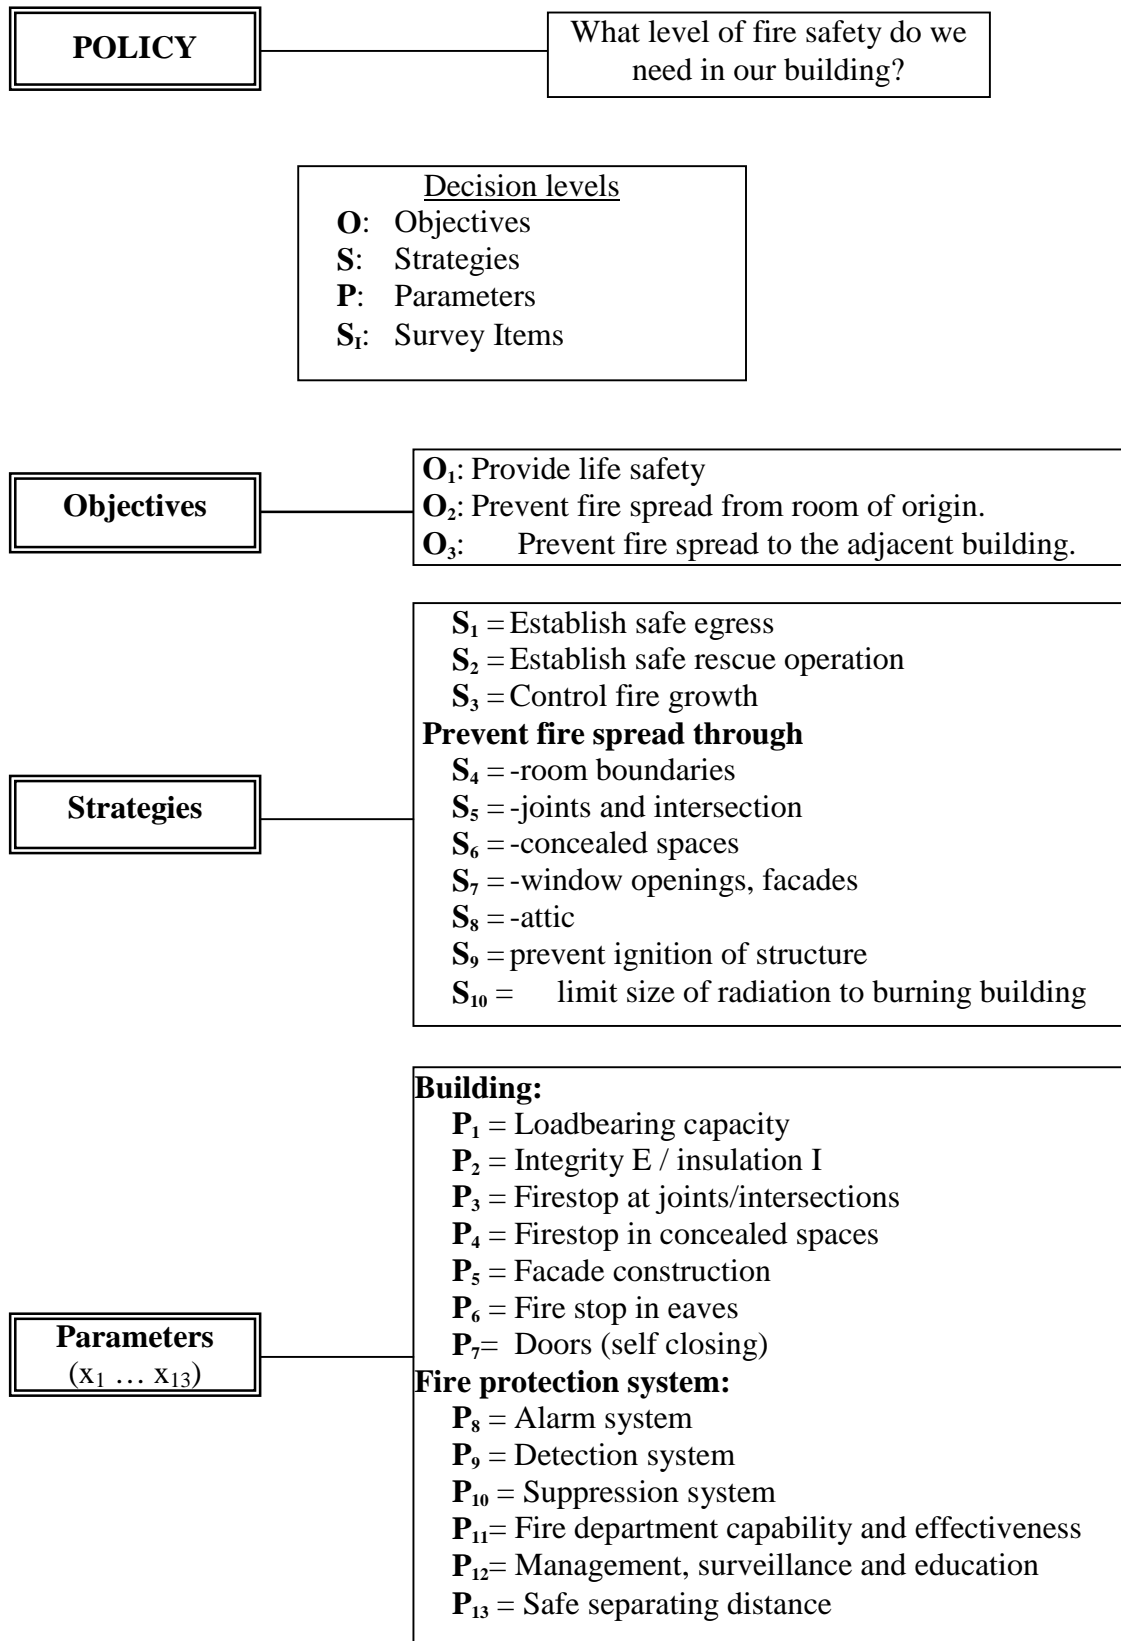 POLICY
What level of fire safety do we
need in our building?
Decision levels
O: Objectives
S: Strategies
P: Parameters
S_I: Survey Items
Objectives
O₁: Provide life safety
O₂: Prevent fire spread from room of origin.
O₃: Prevent fire spread to the adjacent building.
Strategies
S₁ = Establish safe egress
S₂ = Establish safe rescue operation
S₃ = Control fire growth
Prevent fire spread through
S₄ = -room boundaries
S₅ = -joints and intersection
S₆ = -concealed spaces
S₇ = -window openings, facades
S₈ = -attic
S₉ = prevent ignition of structure
S₁₀ = limit size of radiation to burning building
Parameters
(x₁ … x₁₃)
Building:
P₁ = Loadbearing capacity
P₂ = Integrity E / insulation I
P₃ = Firestop at joints/intersections
P₄ = Firestop in concealed spaces
P₅ = Facade construction
P₆ = Fire stop in eaves
P₇= Doors (self closing)
Fire protection system:
P₈ = Alarm system
P₉ = Detection system
P₁₀ = Suppression system
P₁₁= Fire department capability and effectiveness
P₁₂= Management, surveillance and education
P₁₃ = Safe separating distance